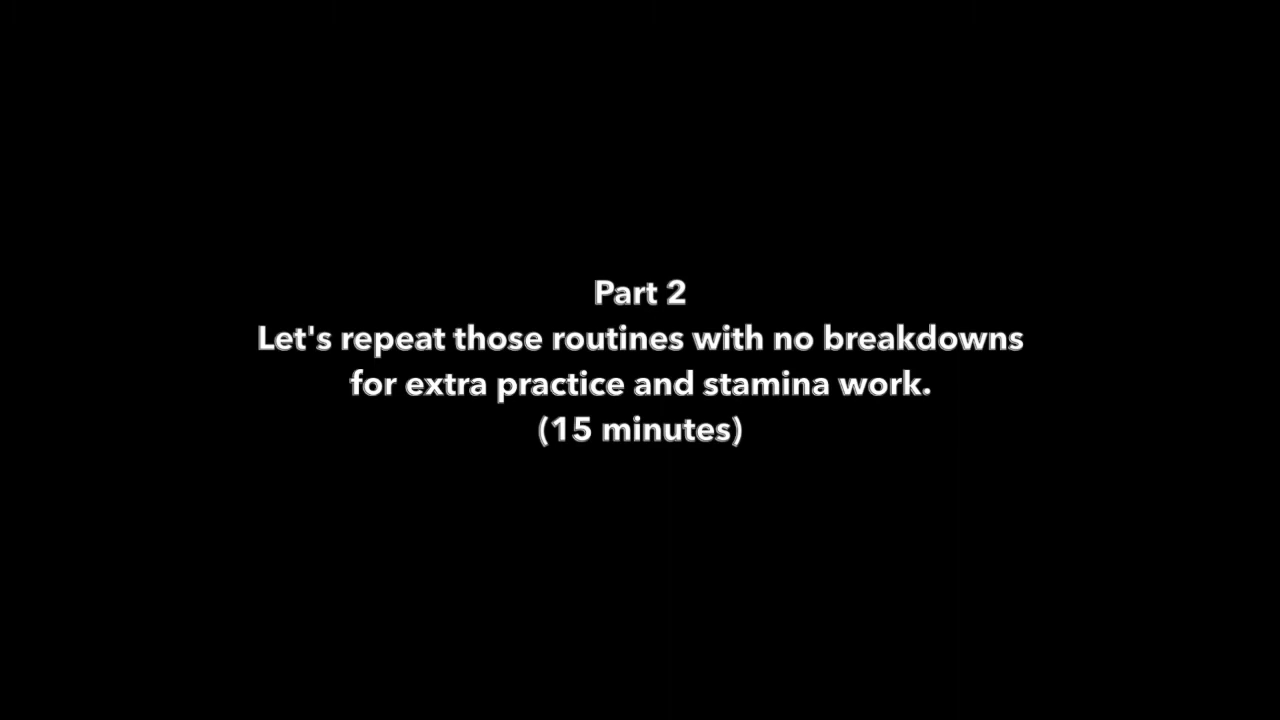 Part 2
Let's repeat those routines with no breakdowns
for extra practice and stamina work.
(15 minutes)